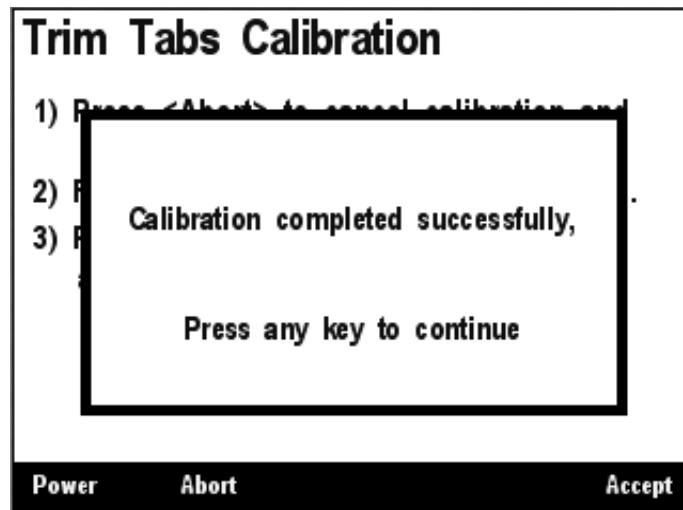 Trim Tabs Calibration
1)
2)
3)
Calibration completed successfully,
Press any key to continue
Power Abort Accept